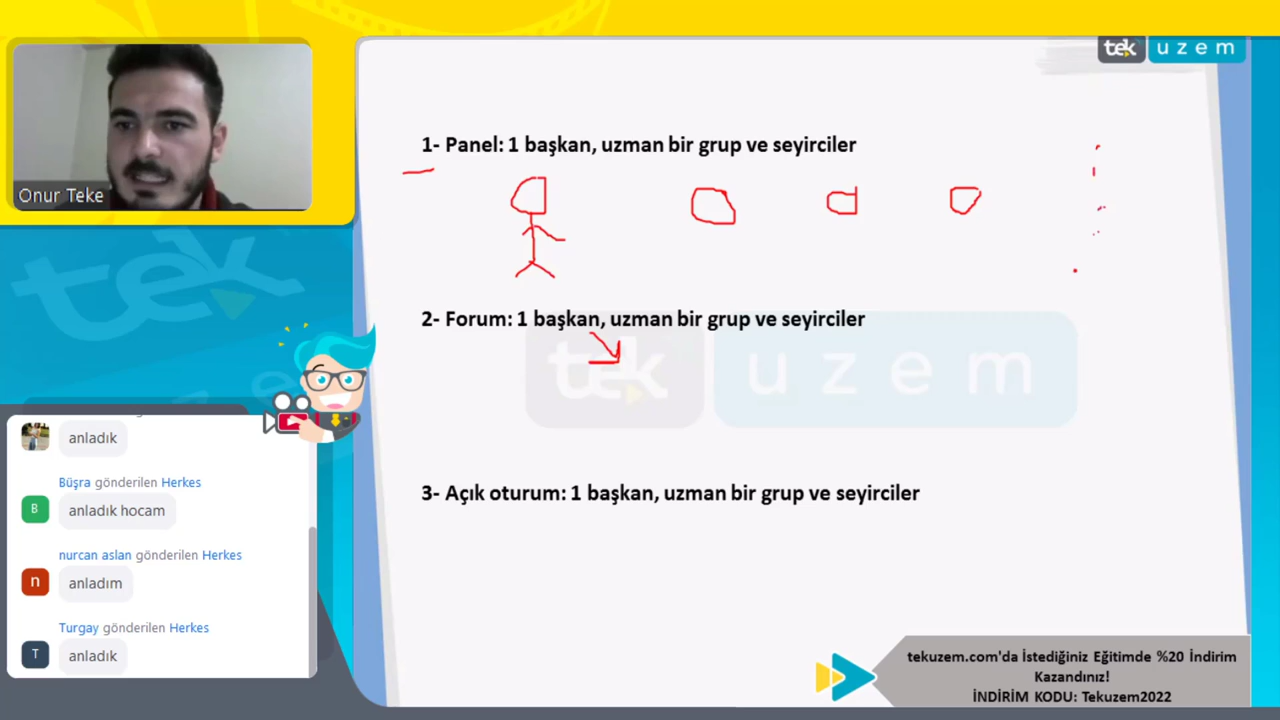 tek uzem
1- Panel: 1 başkan, uzman bir grup ve seyirciler
Onur Teke
2- Forum: 1 başkan, uzman bir grup ve seyirciler
tek uzem
3- Açık oturum: 1 başkan, uzman bir grup ve seyirciler
tek
anladık
Büşra gönderilen Herkes
B
anladık hocam
nurcan aslan gönderilen Herkes
n
anladım
Turgay gönderilen Herkes
T
anladık
tekuzem.com'da İstediğiniz Eğitimde %20 İndirim
Kazandınız!
İNDİRİM KODU: Tekuzem2022